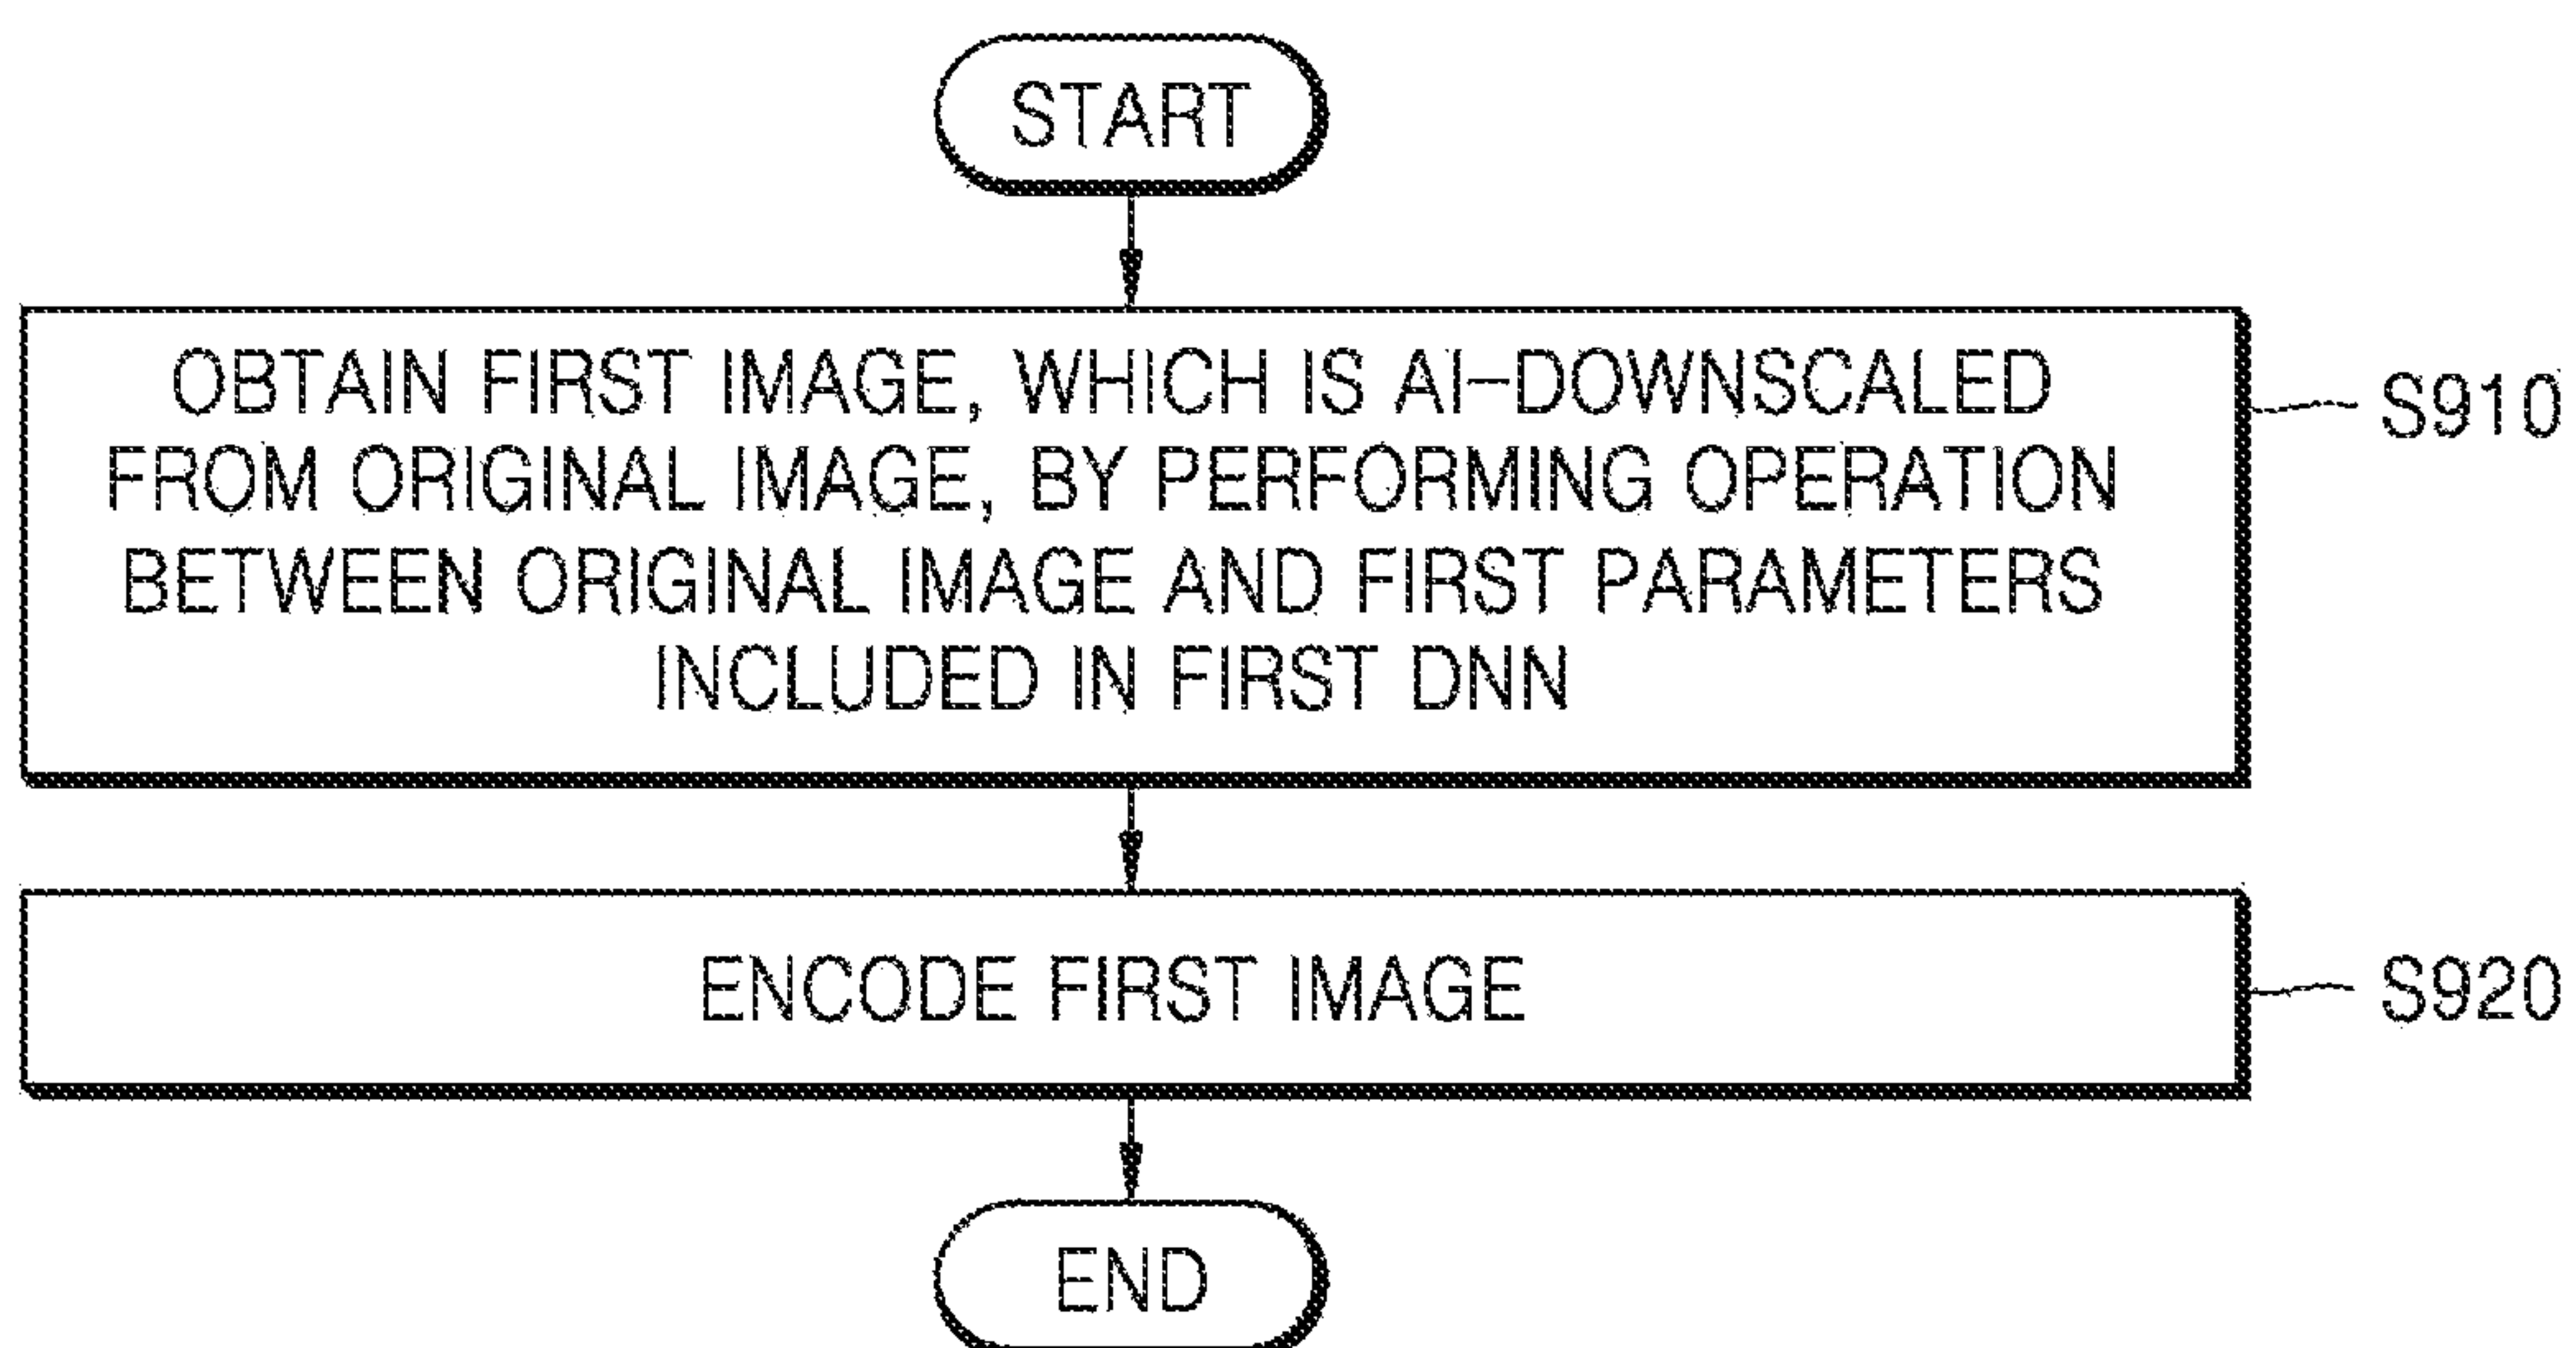 START
OBTAIN FIRST IMAGE, WHICH IS AI-DOWNSCALED
FROM ORIGINAL IMAGE, BY PERFORMING OPERATION
BETWEEN ORIGINAL IMAGE AND FIRST PARAMETERS
INCLUDED IN FIRST DNN
S910
ENCODE FIRST IMAGE
S920
END